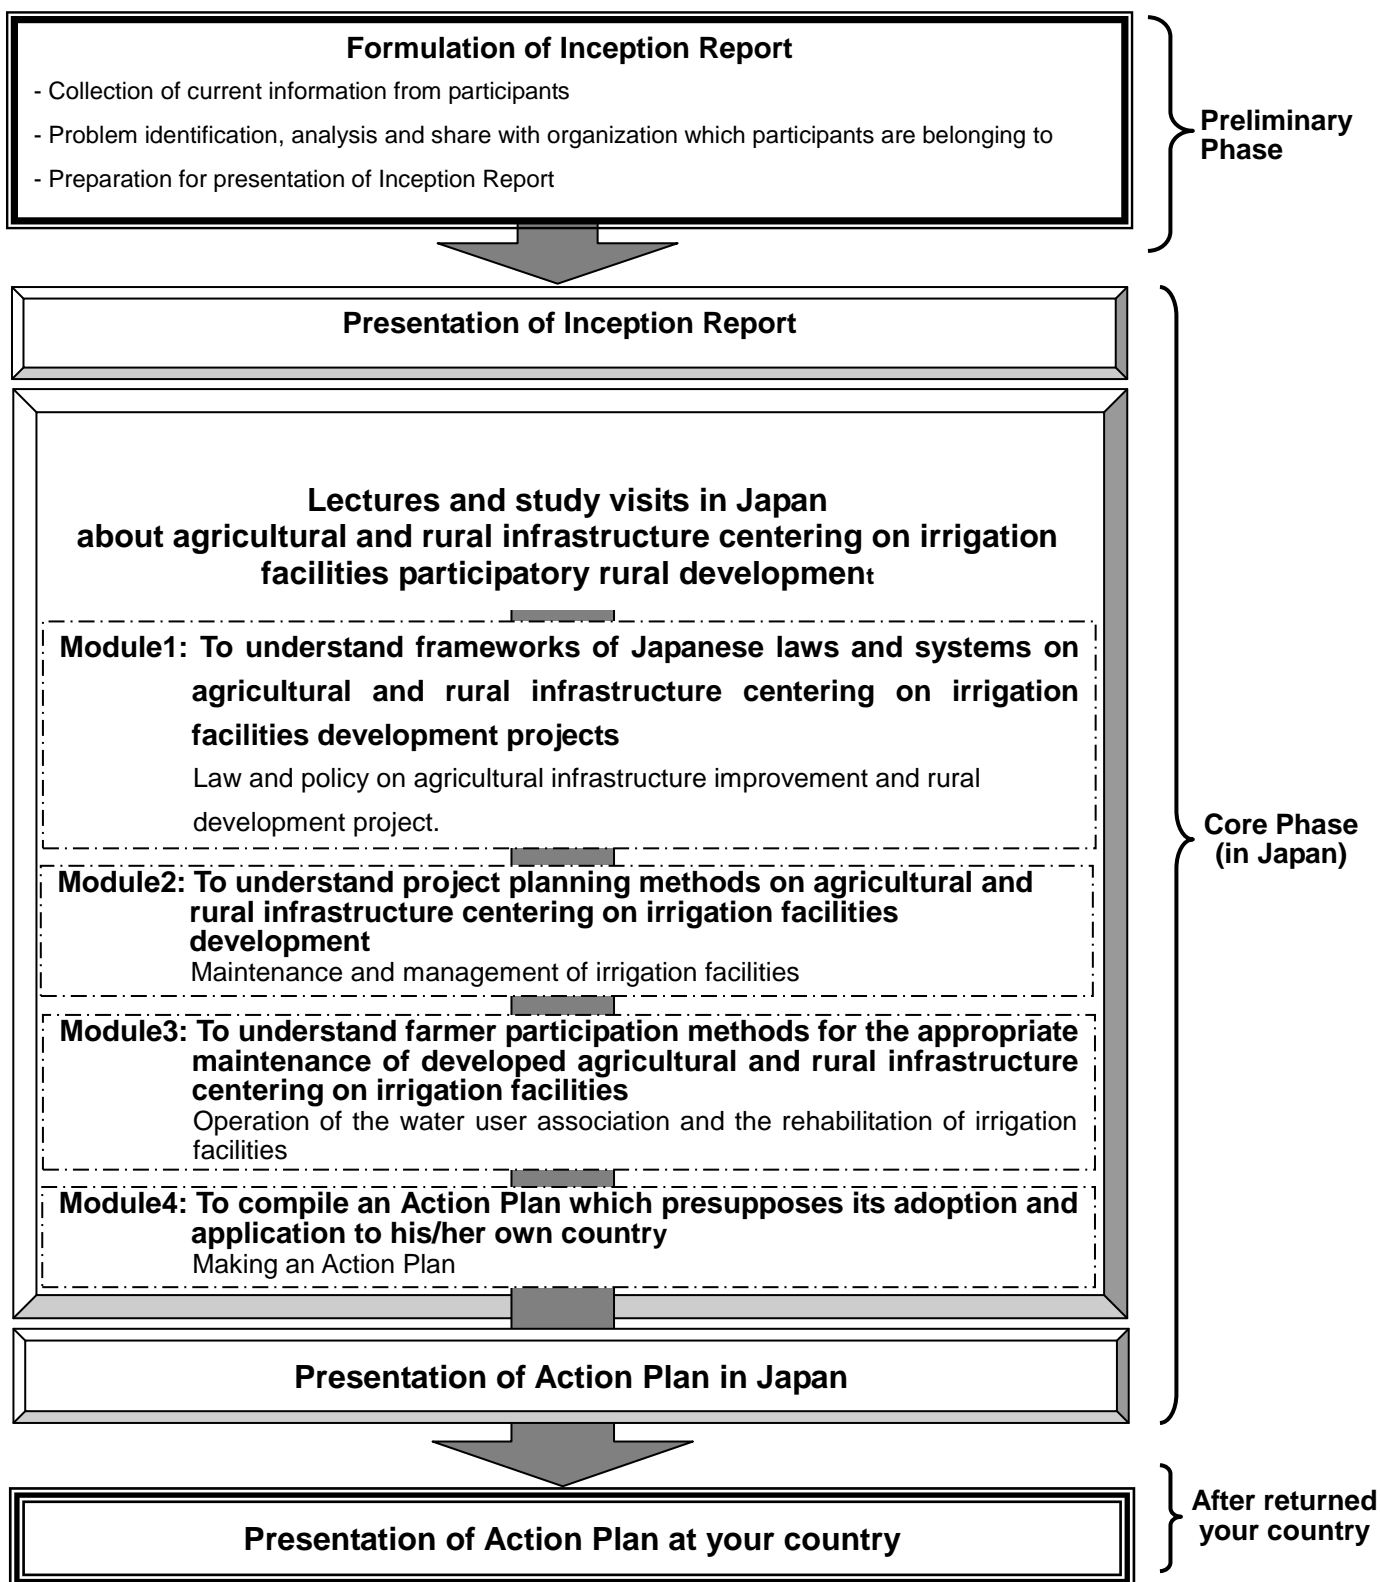 Formulation of Inception Report
- Collection of current information from participants
- Problem identification, analysis and share with organization which participants are belonging to
- Preparation for presentation of Inception Report
Preliminary
Phase
Presentation of Inception Report
Lectures and study visits in Japan
about agricultural and rural infrastructure centering on irrigation
facilities participatory rural development
Module1: To understand frameworks of Japanese laws and systems on
agricultural and rural infrastructure centering on irrigation
facilities development projects
Law and policy on agricultural infrastructure improvement and rural
development project.
Module2: To understand project planning methods on agricultural and
rural infrastructure centering on irrigation facilities
development
Maintenance and management of irrigation facilities
Module3: To understand farmer participation methods for the appropriate
maintenance of developed agricultural and rural infrastructure
centering on irrigation facilities
Operation of the water user association and the rehabilitation of irrigation
facilities
Module4: To compile an Action Plan which presupposes its adoption and
application to his/her own country
Making an Action Plan
Core Phase
(in Japan)
Presentation of Action Plan in Japan
Presentation of Action Plan at your country
After returned
your country